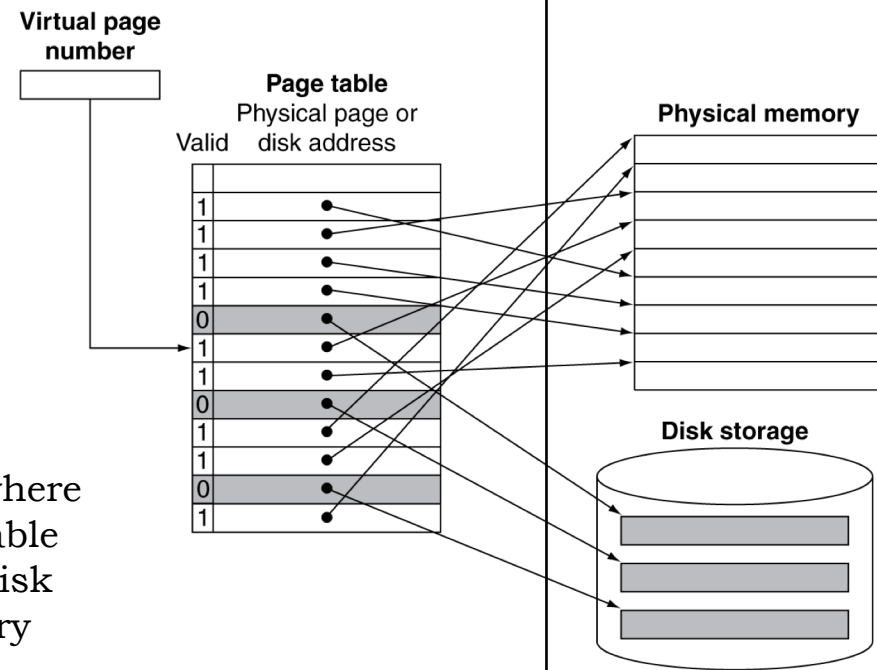 Virtual page
number
Page table
Physical page or
Valid disk address
1
1
1
1
0
1
1
0
1
1
0
1
Physical memory
Disk storage
where
able
isk
ry